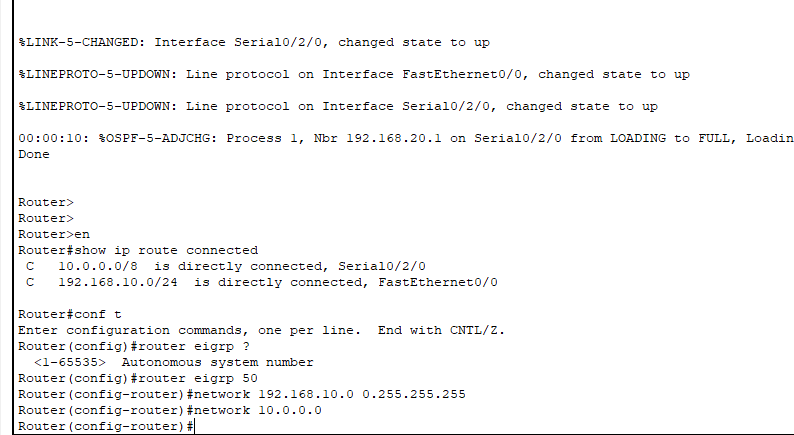 %LINK-5-CHANGED: Interface Serial0/2/0, changed state to up
%LINEPROTO-5-UPDOWN: Line protocol on Interface FastEthernet0/0, changed state to up
%LINEPROTO-5-UPDOWN: Line protocol on Interface Serial0/2/0, changed state to up
00:00:10: %OSPF-5-ADJCHG: Process 1, Nbr 192.168.20.1 on Serial0/2/0 from LOADING to FULL, Loadin
Done
Router>
Router>
Router>en
Router#show ip route connected
C   10.0.0.0/8  is directly connected, Serial0/2/0
C   192.168.10.0/24  is directly connected, FastEthernet0/0
Router#conf t
Enter configuration commands, one per line.  End with CNTL/Z.
Router(config)#router eigrp ?
<1-65535>  Autonomous system number
Router(config)#router eigrp 50
Router(config-router)#network 192.168.10.0 0.255.255.255
Router(config-router)#network 10.0.0.0
Router(config-router)#